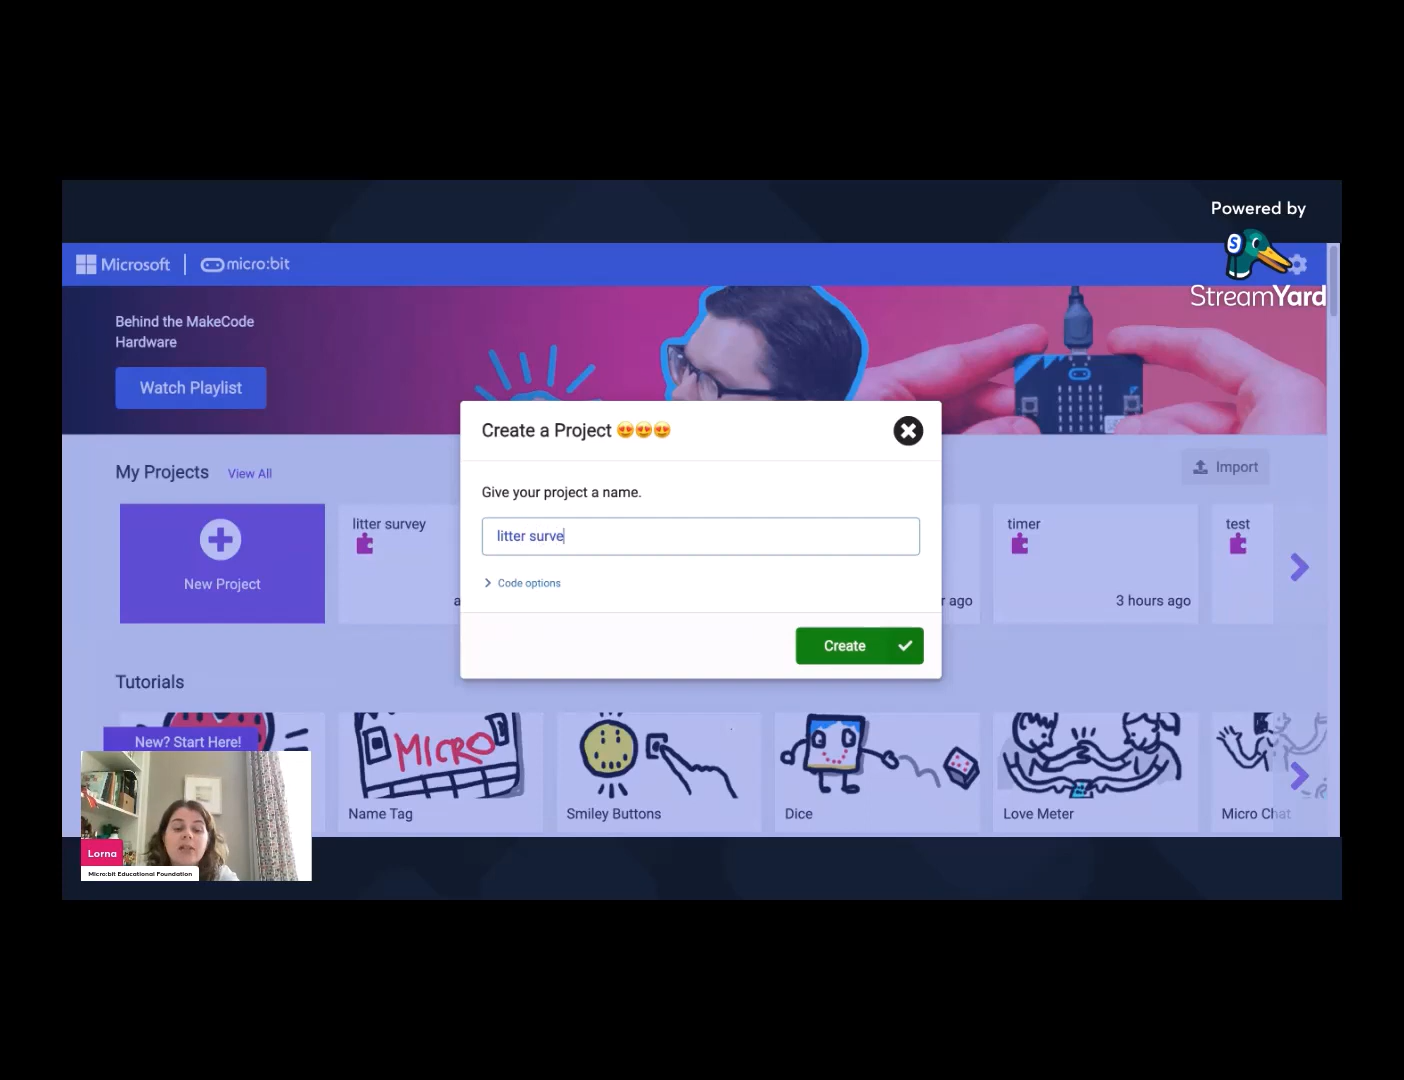 Powered by
StreamYard
Microsoft
micro:bit
Behind the MakeCode
Hardware
Watch Playlist
Create a Project 😍😍😍
Give your project a name.
litter surve
Code options
Create
My Projects
View All
Import
New Project
litter survey
a
r ago
timer
3 hours ago
test
Tutorials
New? Start Here!
MICRO
Name Tag
Smiley Buttons
Dice
Love Meter
Micro Chat
Lorna
Micro:bit Educational Foundation